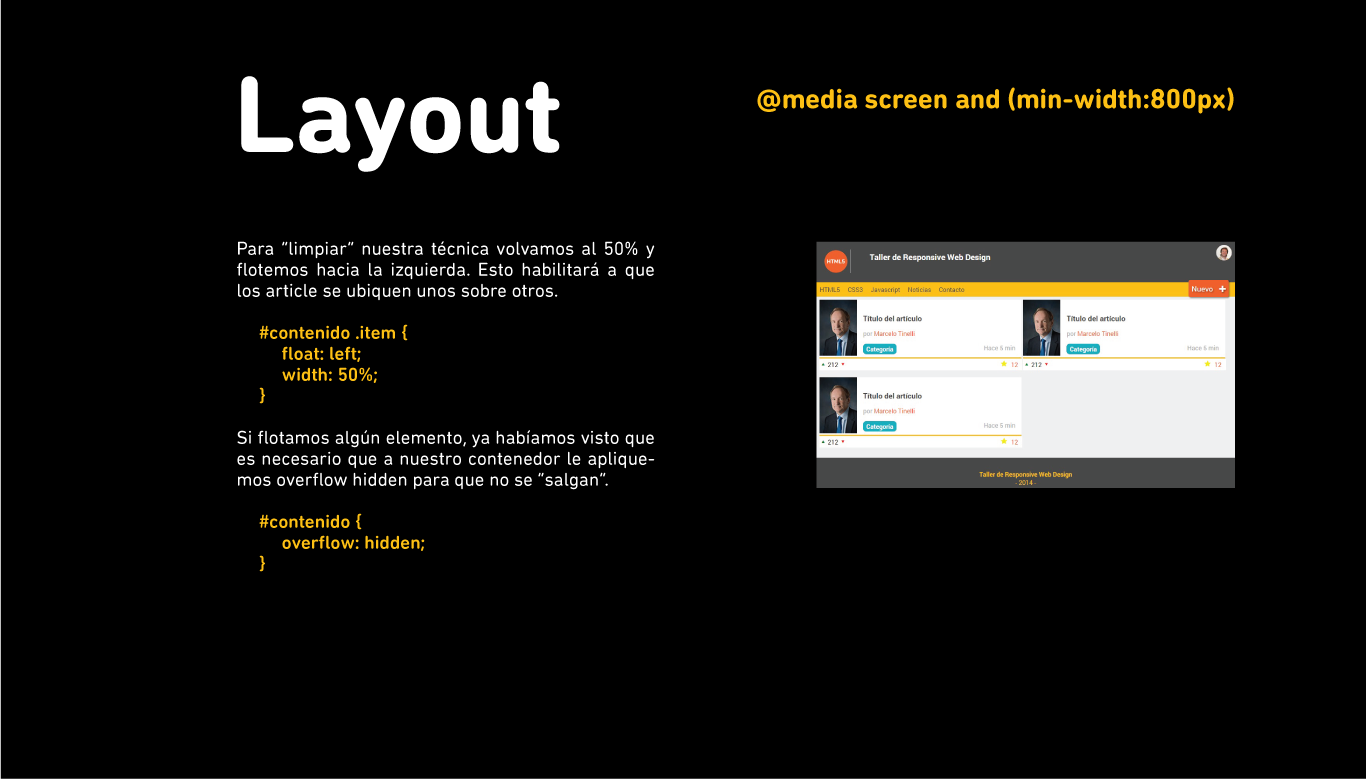 Layout
@media screen and (min-width:800px)
Para “limpiar” nuestra técnica volvamos al 50% y
flotemos hacia la izquierda. Esto habilitará a que
los article se ubiquen unos sobre otros.
#contenido .item {
float: left;
width: 50%;
}
Si flotamos algún elemento, ya habíamos visto que
es necesario que a nuestro contenedor le aplique-
mos overflow hidden para que no se “salgan”.
#contenido {
overflow: hidden;
}
HTML5
Taller de Responsive Web Design
HTML5 CSS3 Javascript Noticias Contacto
Nuevo +
Título del artículo
por Marcelo Tinelli
Categoría Hace 5 min
212 12
Título del artículo
por Marcelo Tinelli
Categoría Hace 5 min
212 12
Título del artículo
por Marcelo Tinelli
Categoría Hace 5 min
212 12
Taller de Responsive Web Design
- 2014 -